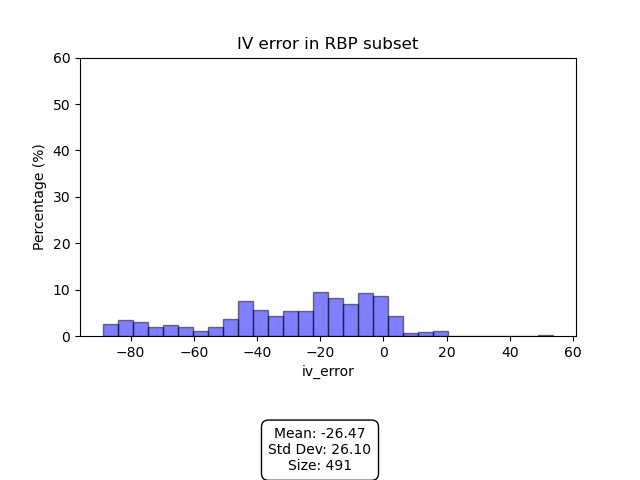 IV error in RBP subset
60
50
40
30
20
10
0
Percentage (%)
−80
−60
−40
−20
0
20
40
60
iv_error
Mean: -26.47
Std Dev: 26.10
Size: 491